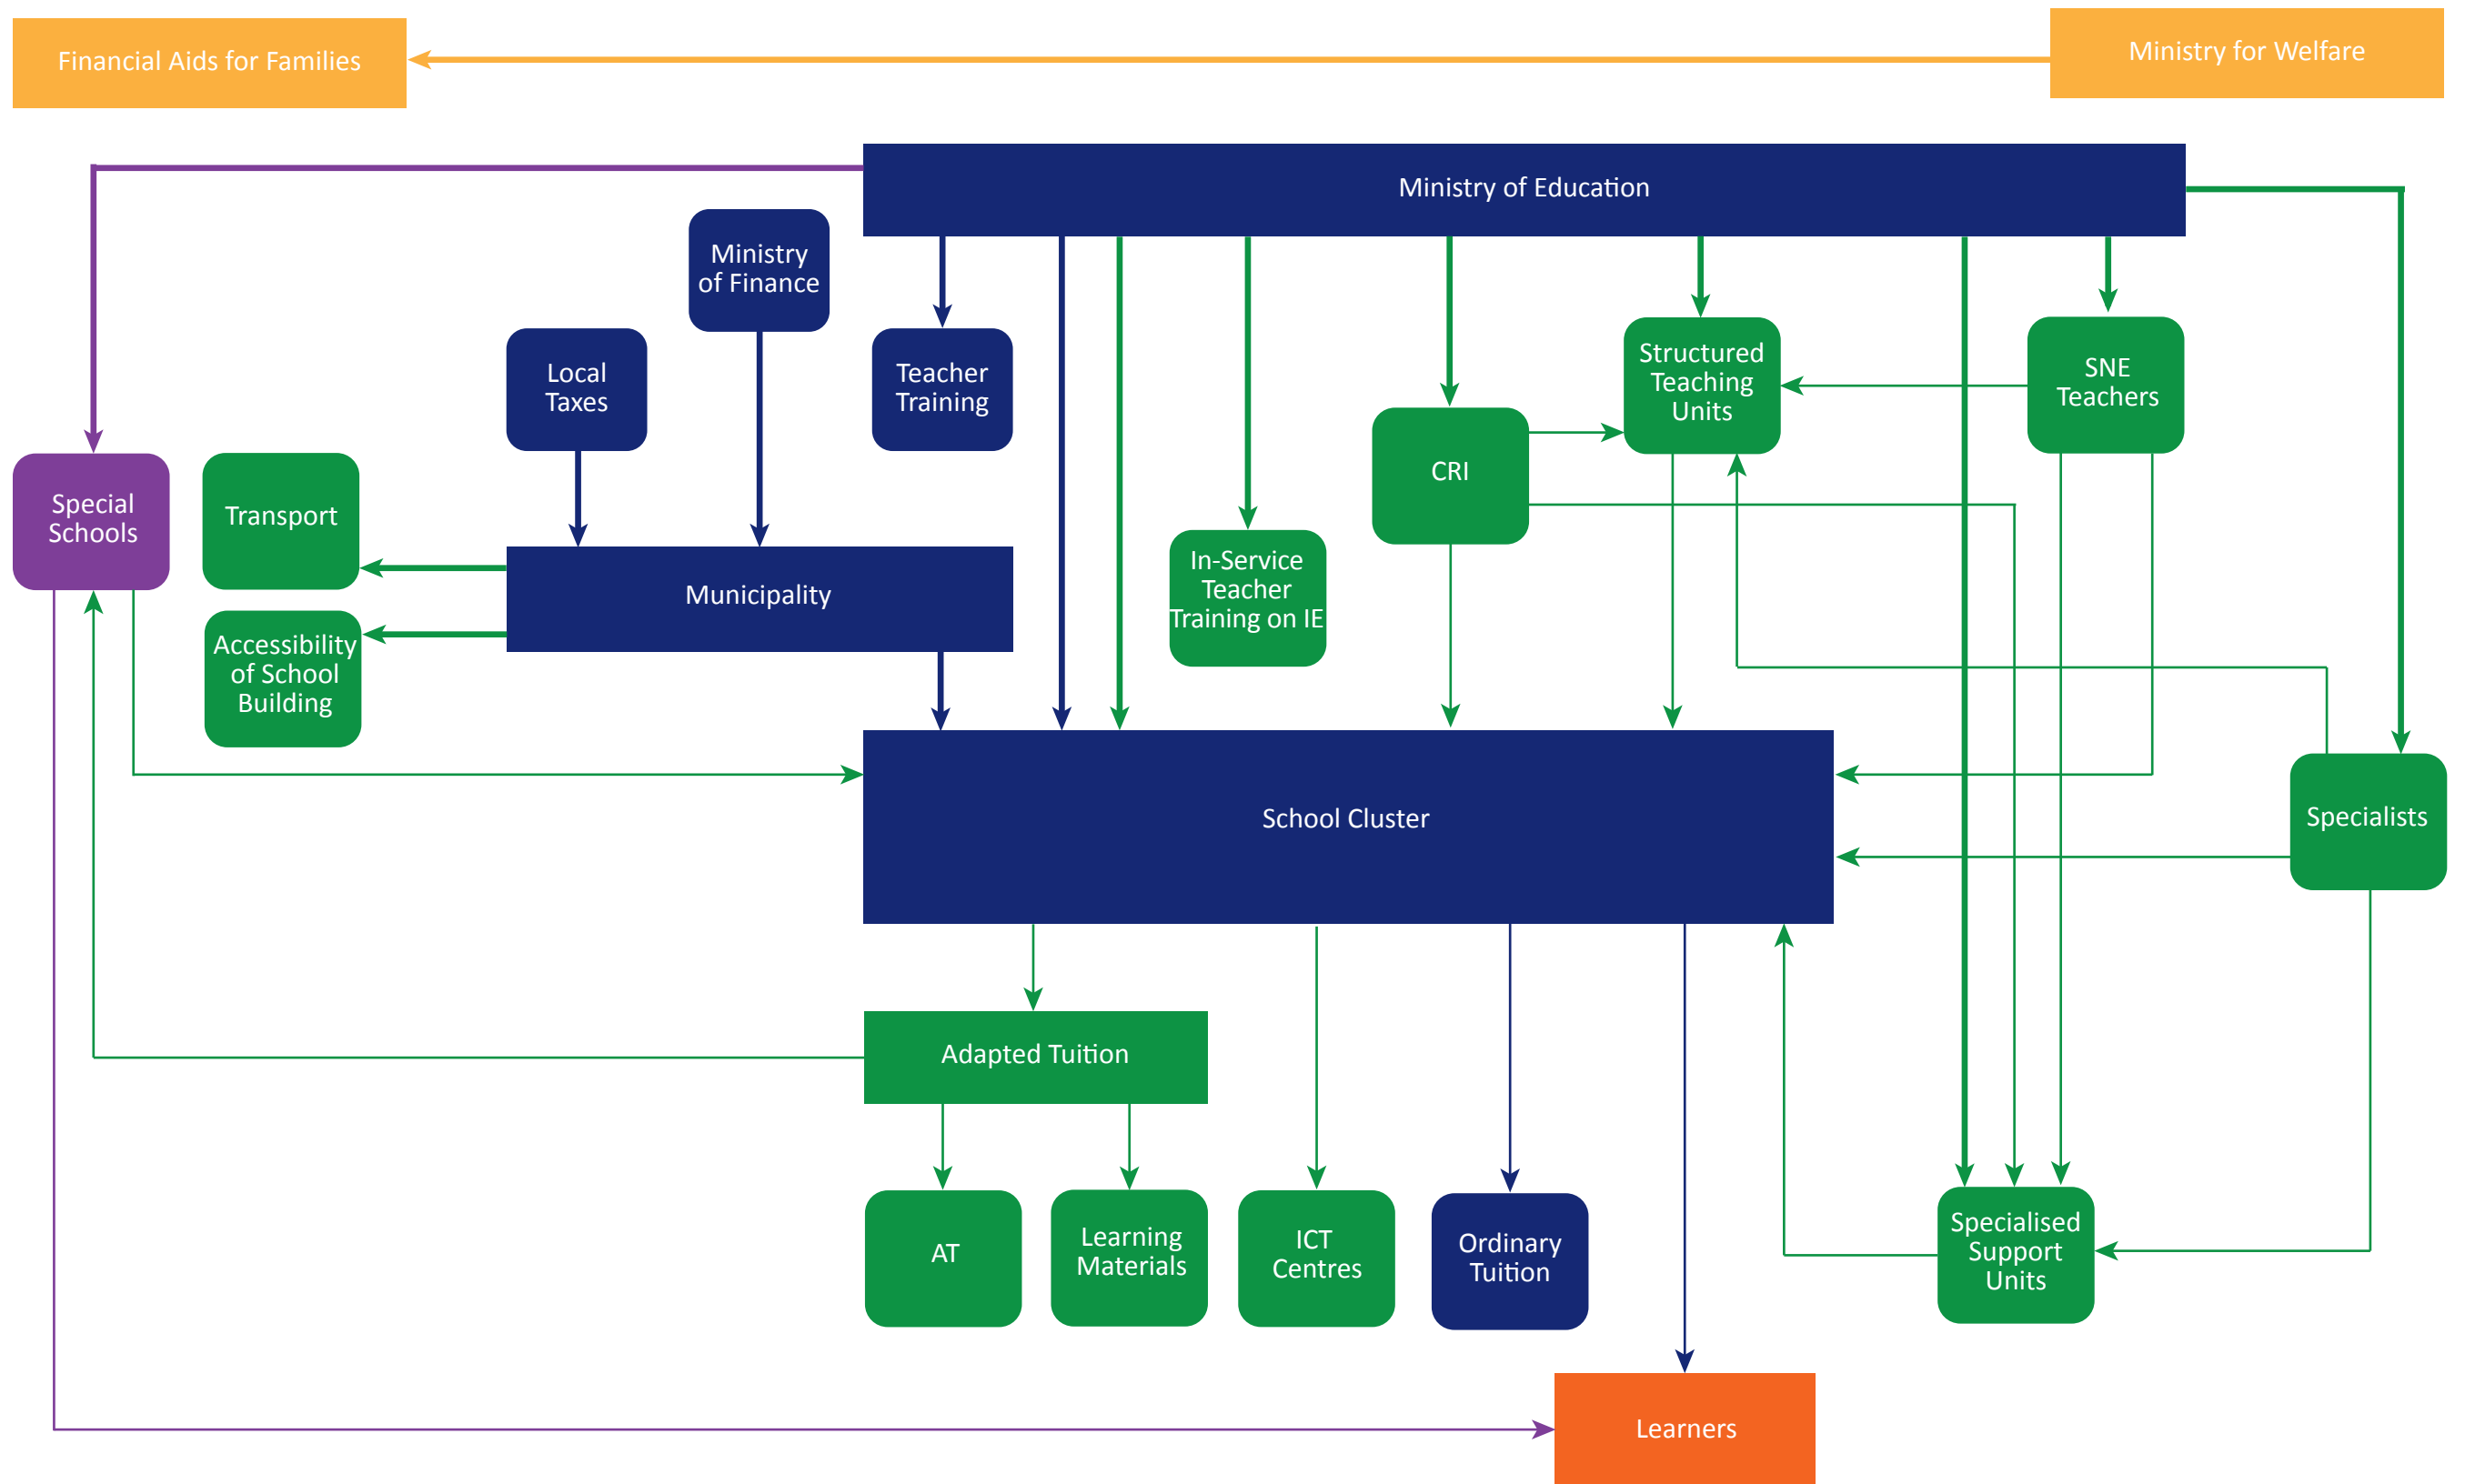 Financial Aids for Families
Ministry for Welfare
Ministry of Education
Ministry
of Finance
Local
Taxes
Teacher
Training
Structured
Teaching
Units
SNE
Teachers
CRI
Special
Schools
Transport
In-Service
Teacher
Training on IE
Municipality
Accessibility
of School
Building
School Cluster
Specialists
Adapted Tuition
AT
Learning
Materials
ICT
Centres
Ordinary
Tuition
Specialised
Support
Units
Learners